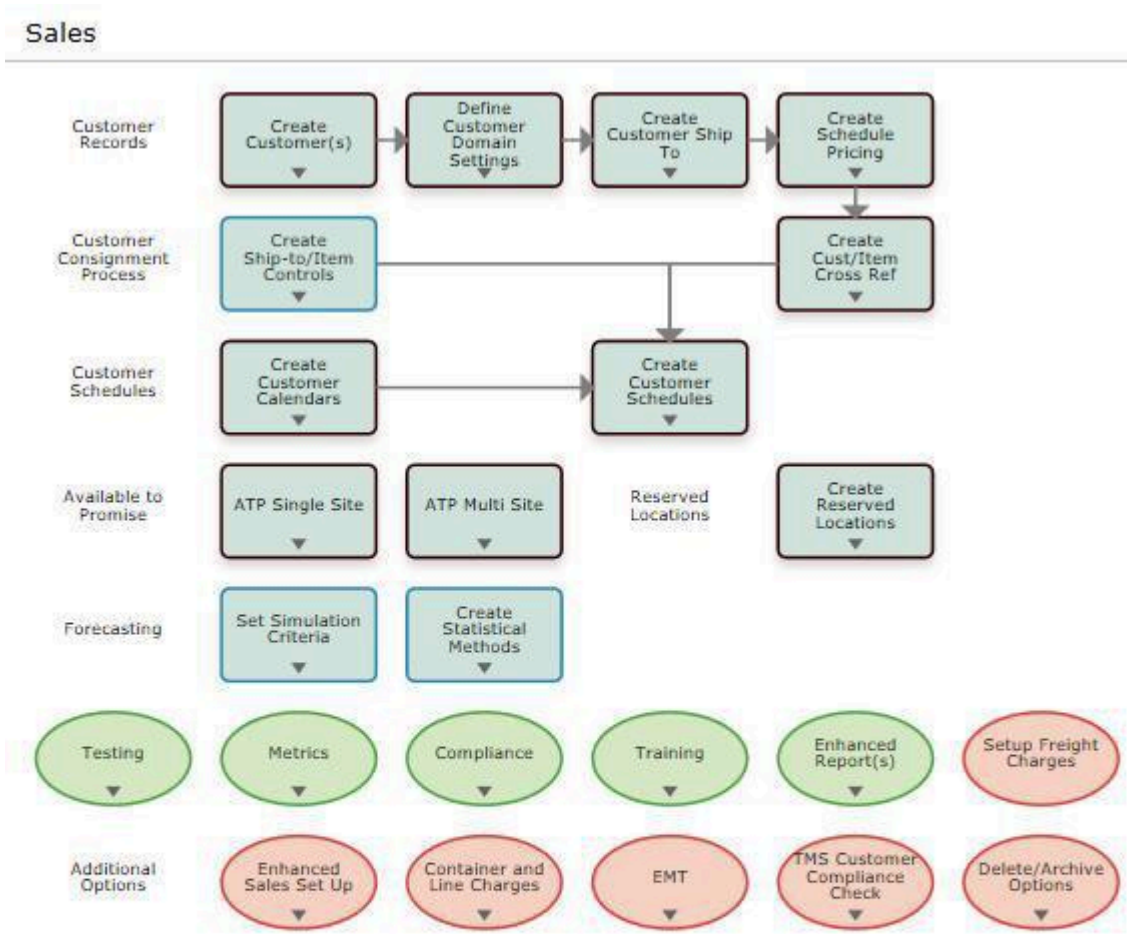 Sales
Customer
Records
Create
Customer(s)
Define
Customer
Domain
Settings
Create
Customer Ship
To
Create
Schedule
Pricing
Customer
Consignment
Process
Create
Ship-to/Item
Controls
Create
Cust/Item
Cross Ref
Customer
Schedules
Create
Customer
Calendars
Create
Customer
Schedules
Available to
Promise
ATP Single Site
ATP Multi Site
Reserved
Locations
Create
Reserved
Locations
Forecasting
Set Simulation
Criteria
Create
Statistical
Methods
Testing
Metrics
Compliance
Training
Enhanced
Report(s)
Setup Freight
Charges
Additional
Options
Enhanced
Sales Set Up
Container and
Line Charges
EMT
TMS Customer
Compliance
Check
Delete/Archive
Options